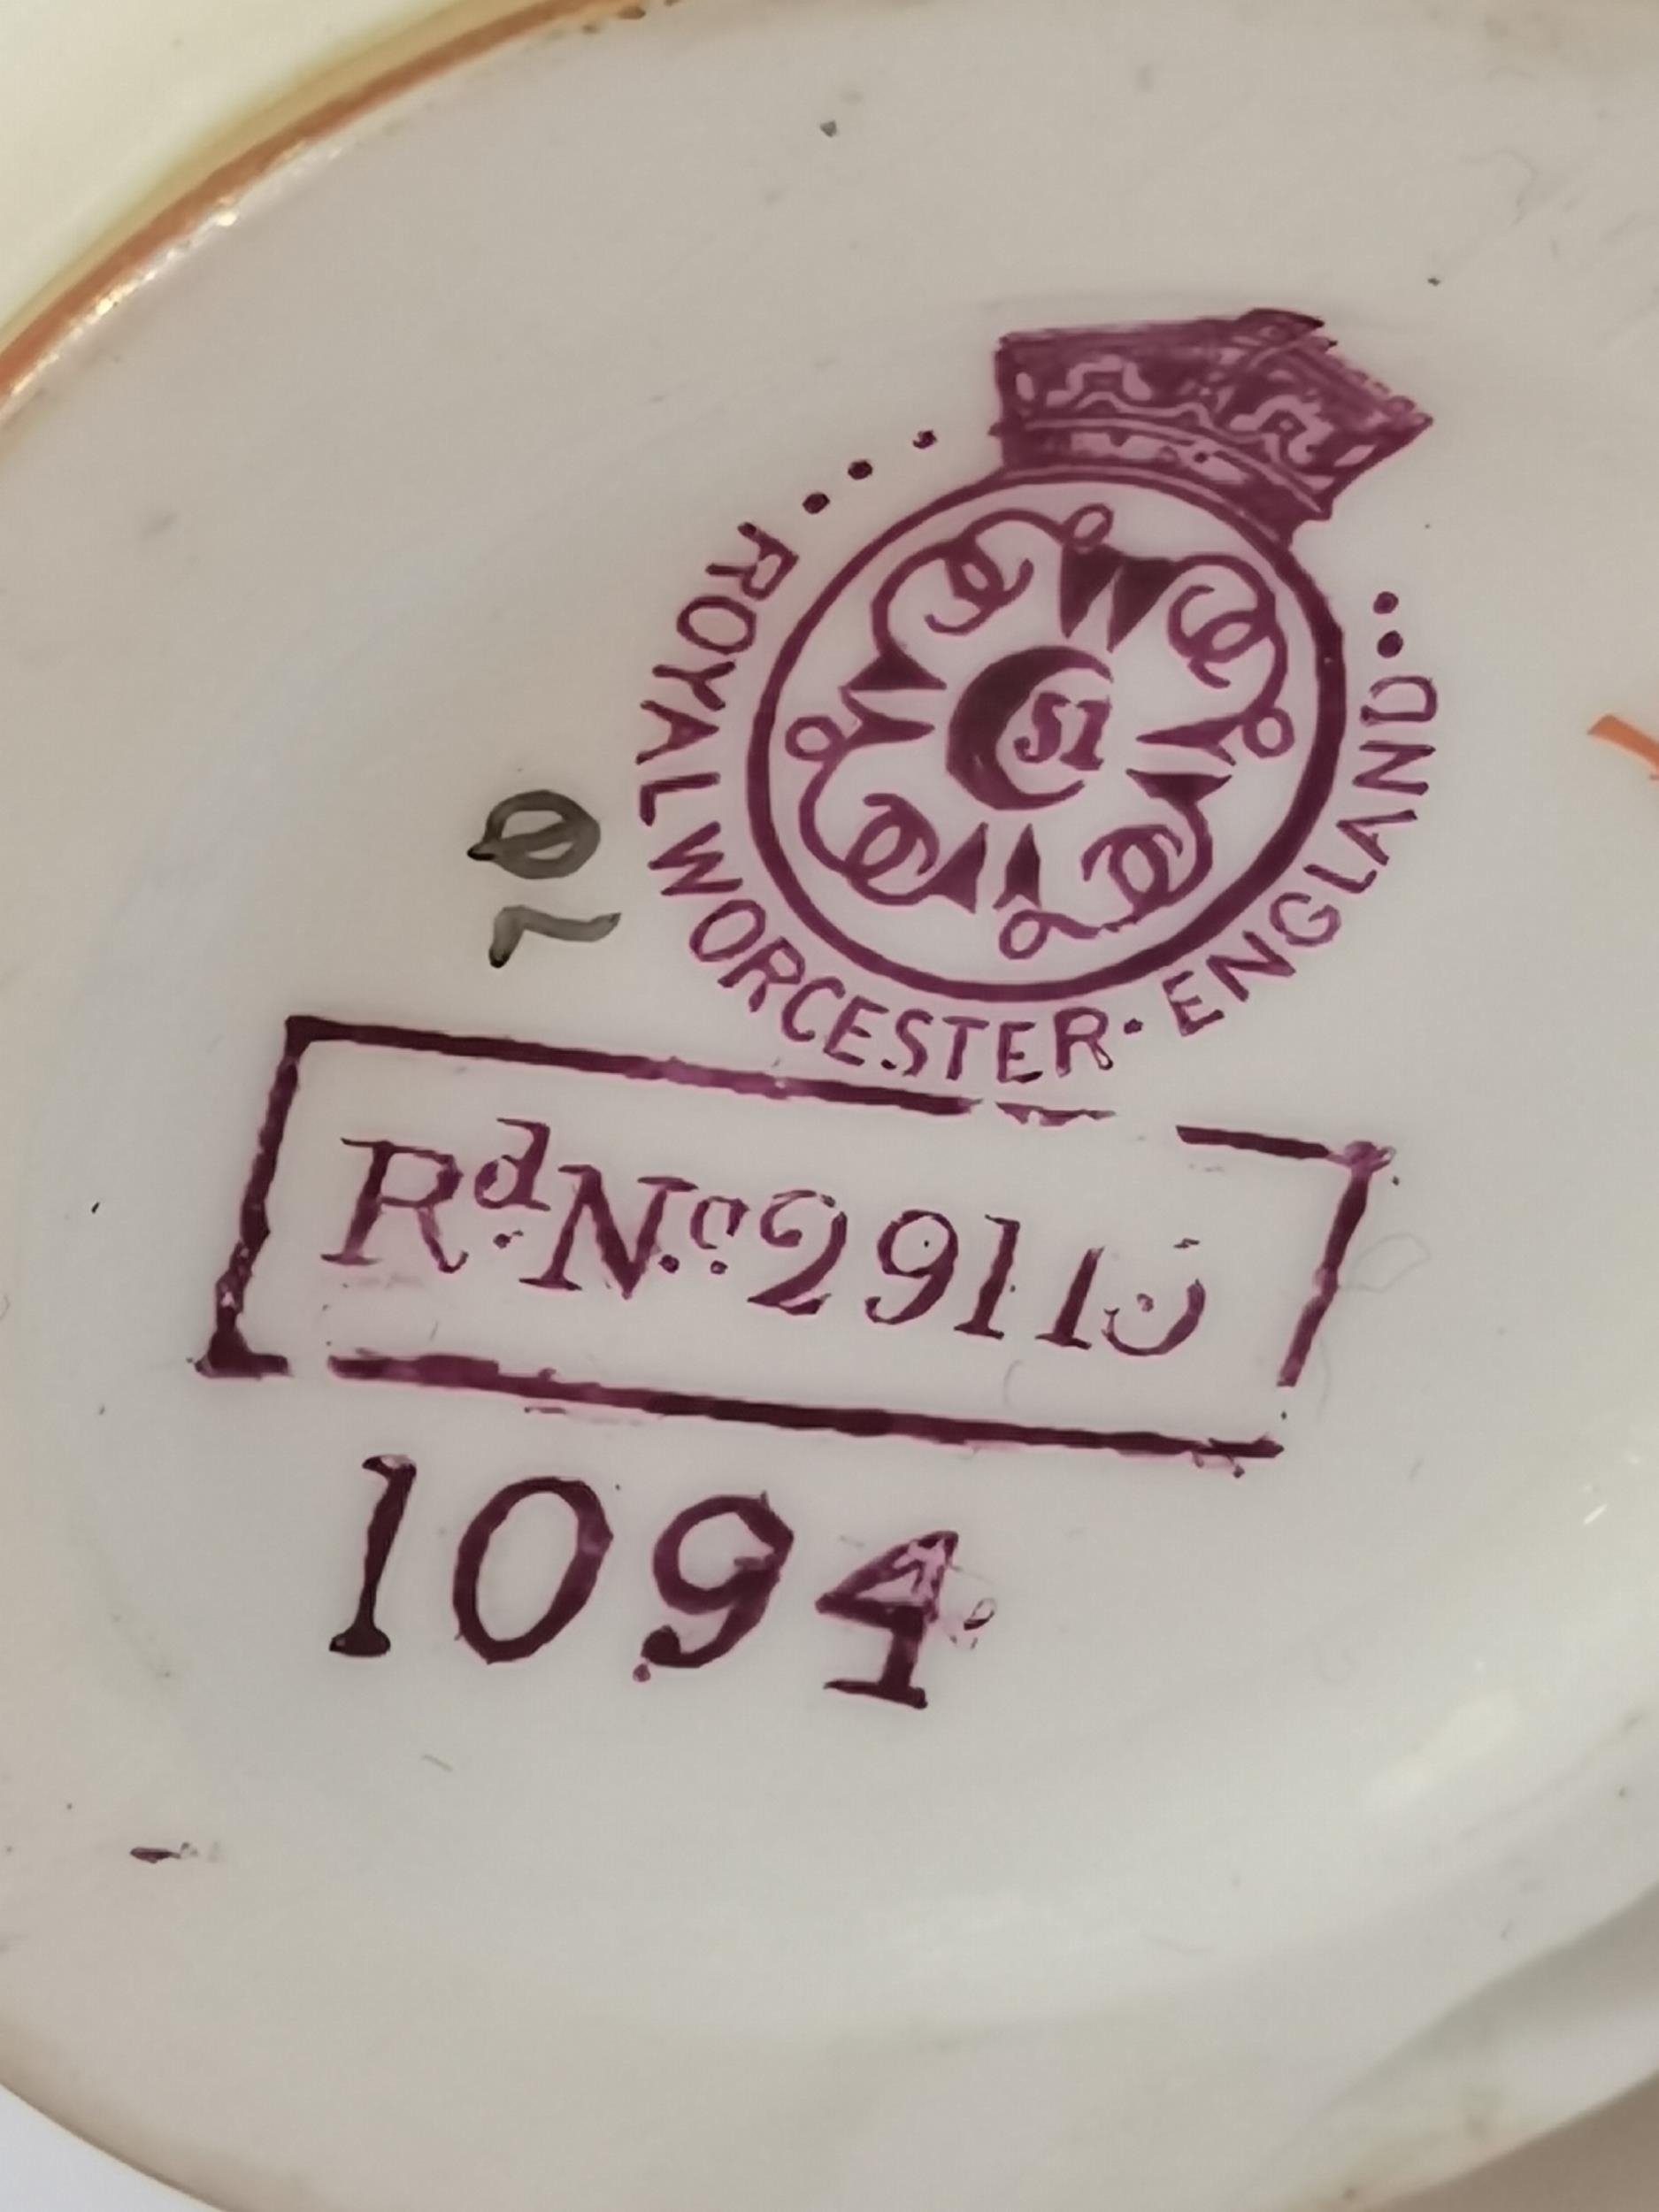 ROYAL WORCESTER · ENGLAND
51
Rd. No. 29115
1094